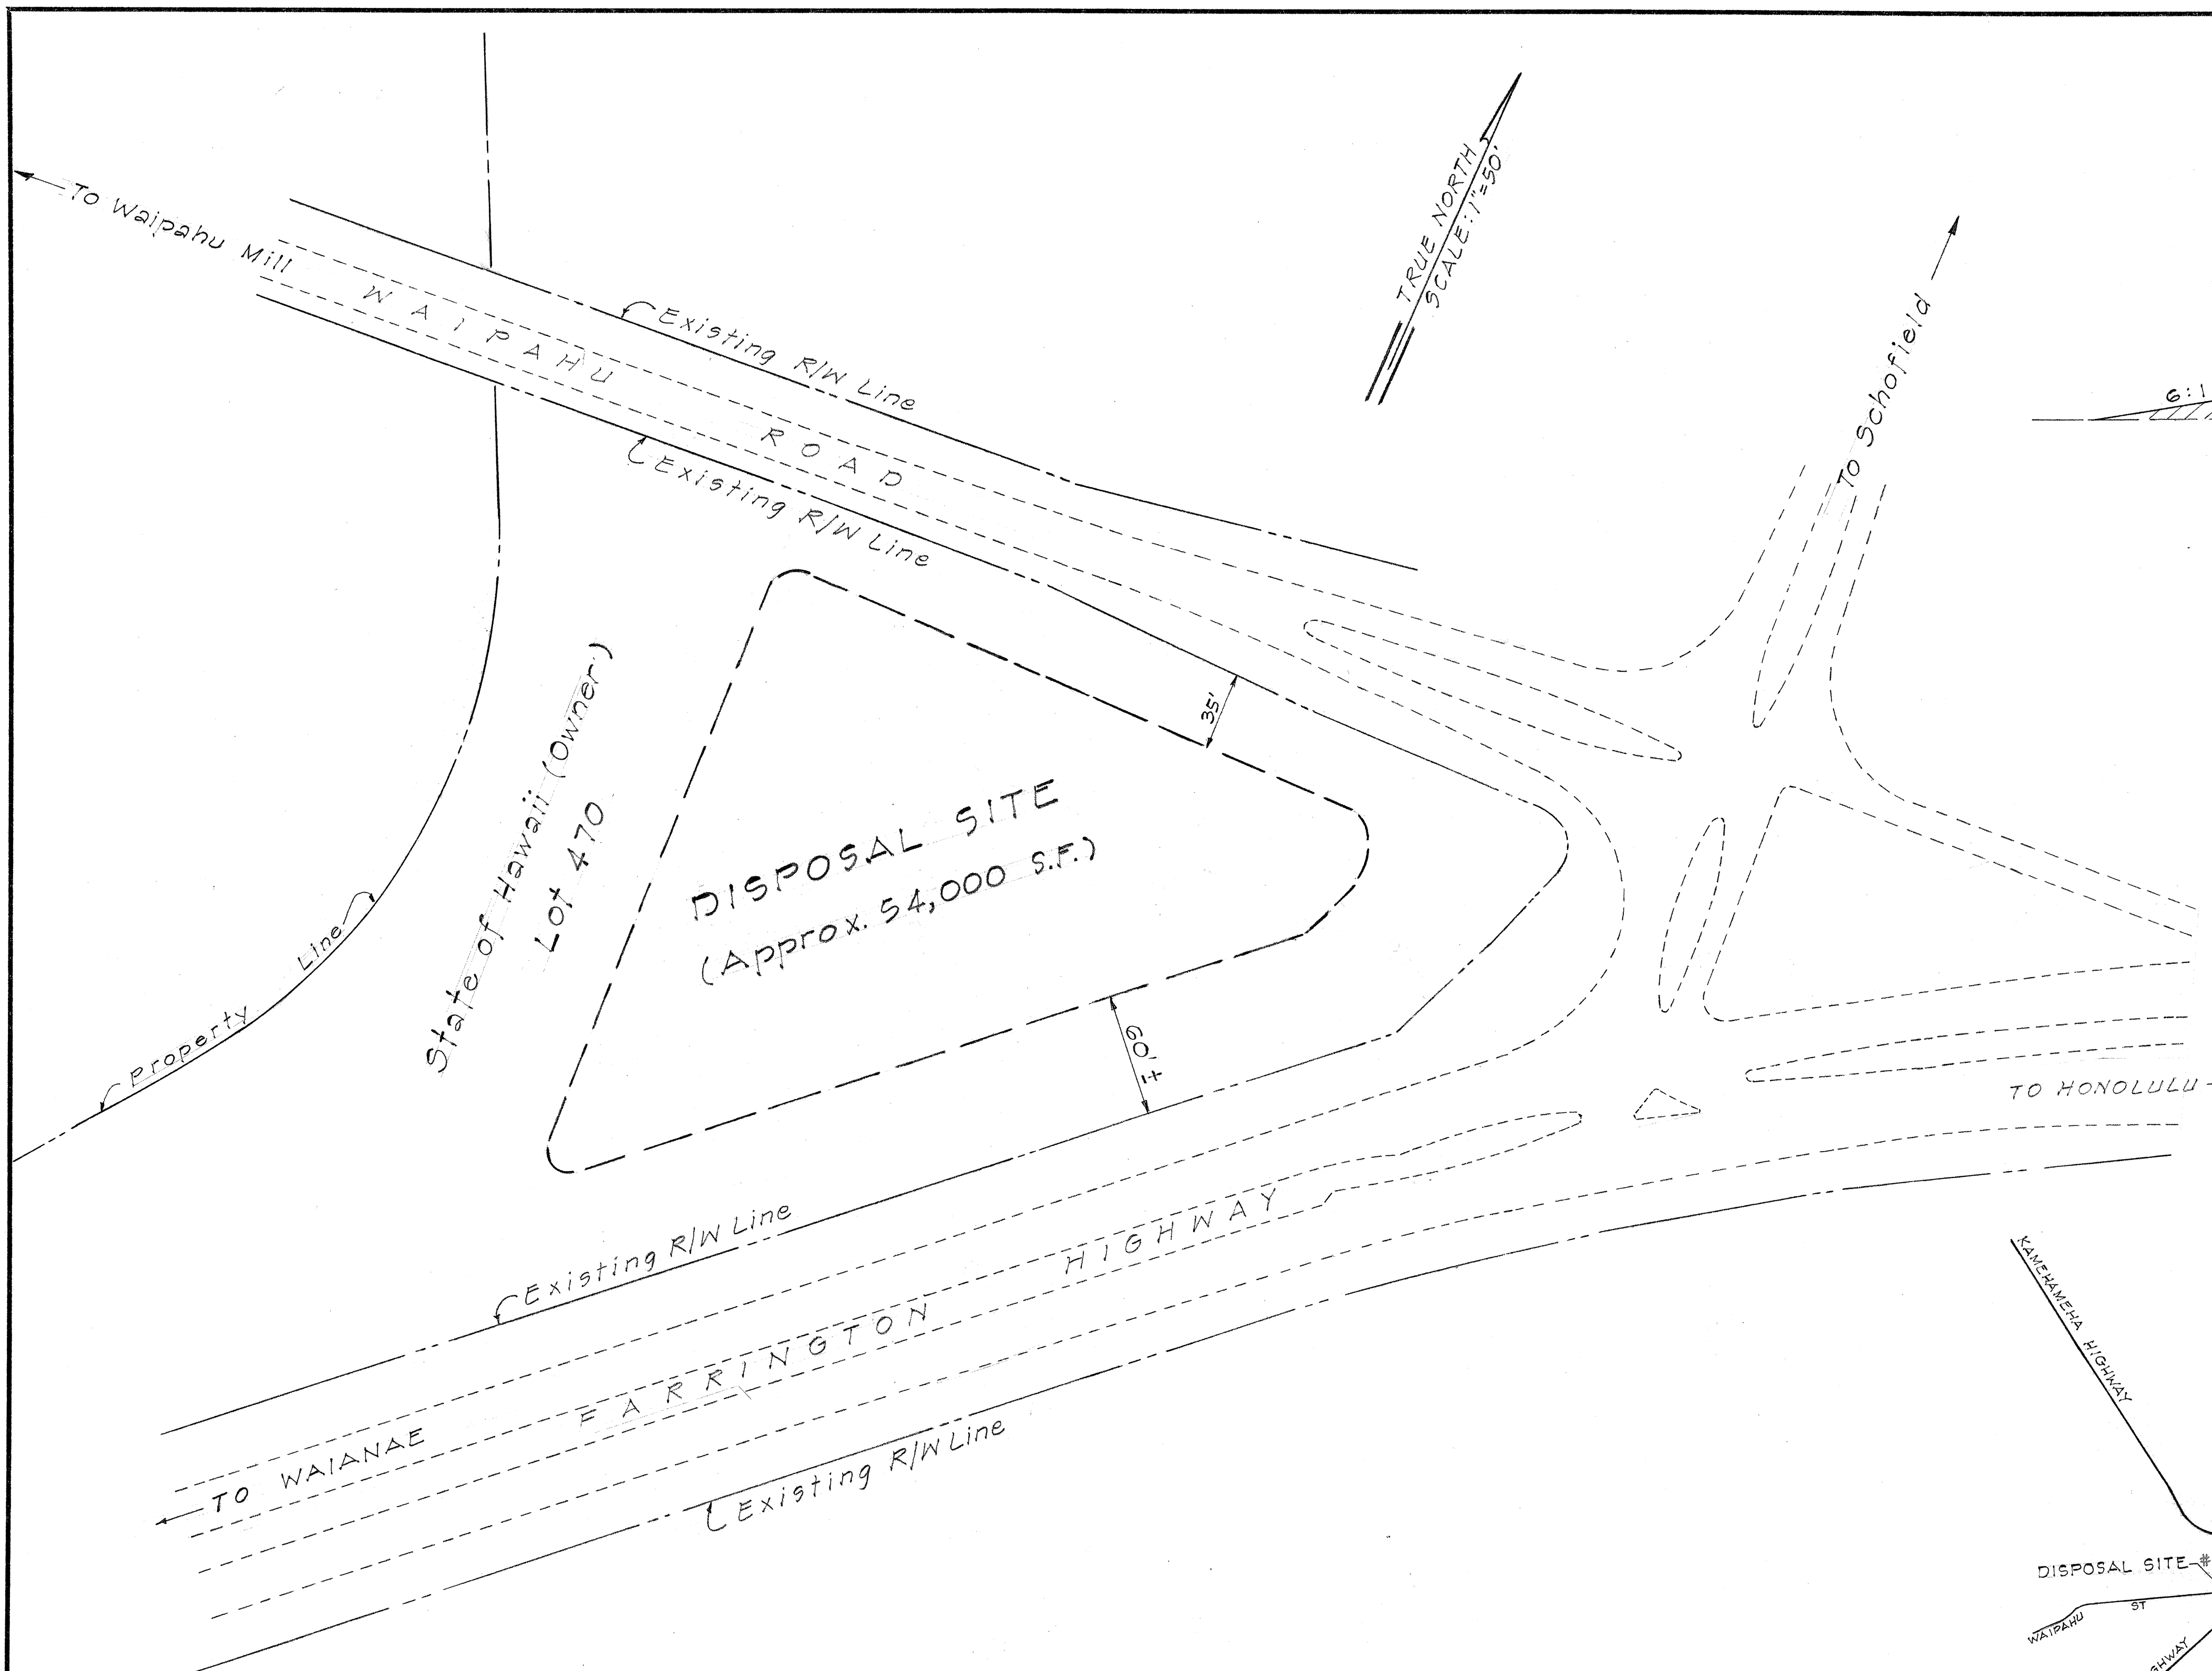 TRUE NORTH
SCALE: 1"=50'
To Waipahu Mill
WAIPAHU ROAD
Existing R/W Line
Existing R/W Line
To Schofield
6:1
35'
State of Hawaii (Owner)
Lot 470
DISPOSAL SITE
(Approx. 54,000 S.F.)
Property Line
60'±
TO HONOLULU
Existing R/W Line
FARRINGTON HIGHWAY
TO WAIANAE
Existing R/W Line
KAMEHAMEHA HIGHWAY
DISPOSAL SITE #
WAIPAHU ST
GHWAY